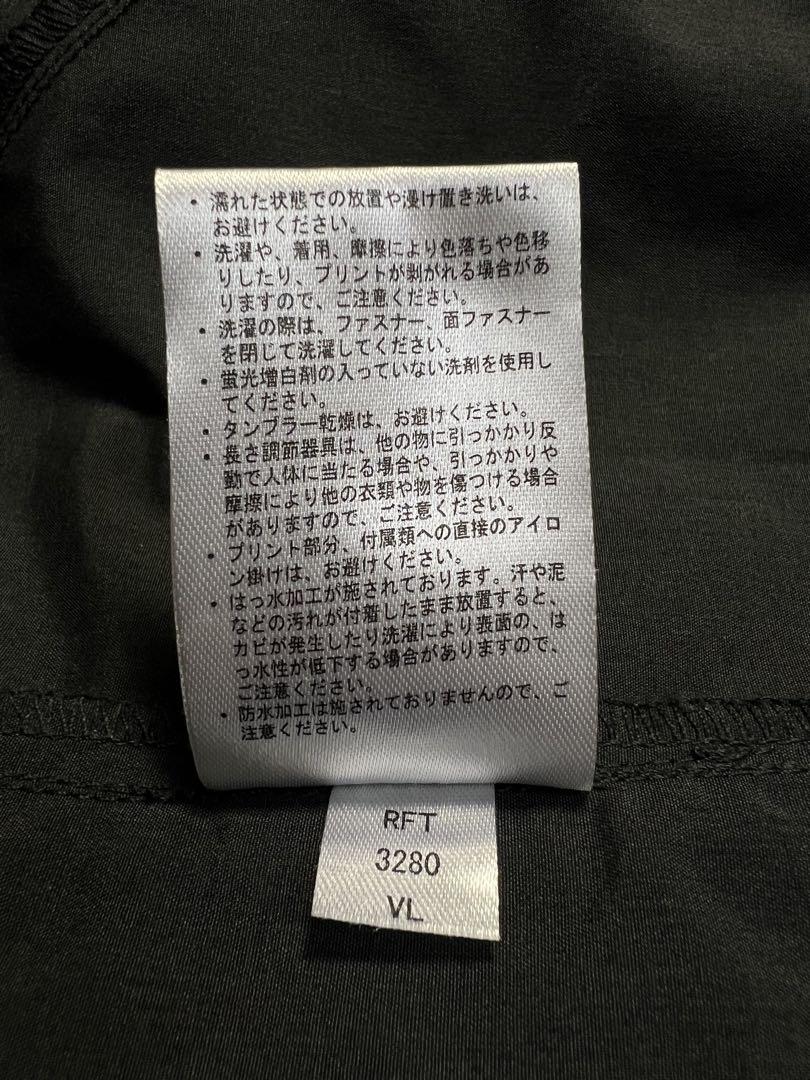 ・濡れた状態での放置や浸け置き洗いは、
お避けください。
・洗濯や、着用、摩擦により色落ちや色移
りしたり、プリントが剥がれる場合があ
りますので、ご注意ください。
・洗濯の際は、ファスナー、面ファスナー
を閉じて洗濯してください。
・蛍光増白剤の入っていない洗剤を使用し
てください。
・タンブラー乾燥は、お避けください。
・長さ調節器具は、他の物に引っかかり反
動で人体に当たる場合や、引っかかりや
摩擦により他の衣類や物を傷つける場合
がありますので、ご注意ください。
・プリント部分、付属類への直接のアイロ
ン掛けは、お避けください。
・はっ水加工が施されております。汗や泥
などの汚れが付着したまま放置すると、
カビが発生したり洗濯により表面の、は
っ水性が低下する場合がありますので、
ご注意ください。
・防水加工は施されておりませんので、ご
注意ください。
RFT
3280
VL